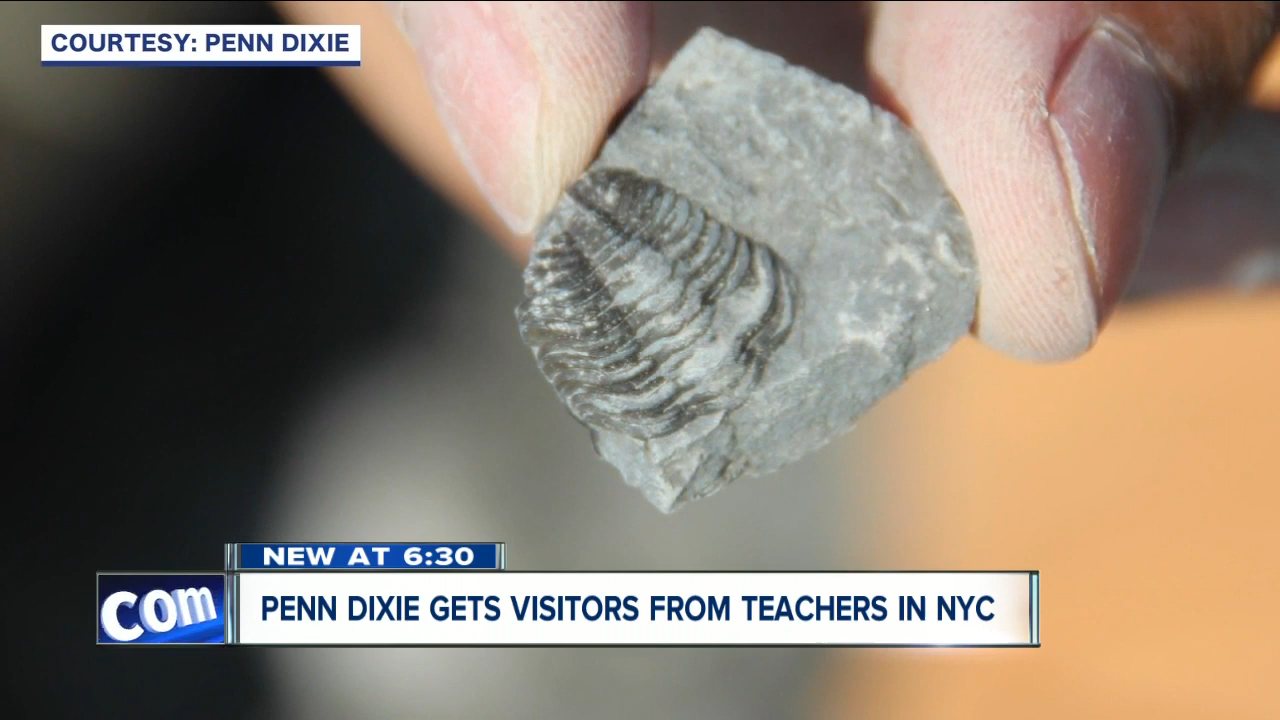 COURTESY: PENN DIXIE
NEW AT 6:30
com
PENN DIXIE GETS VISITORS FROM TEACHERS IN NYC